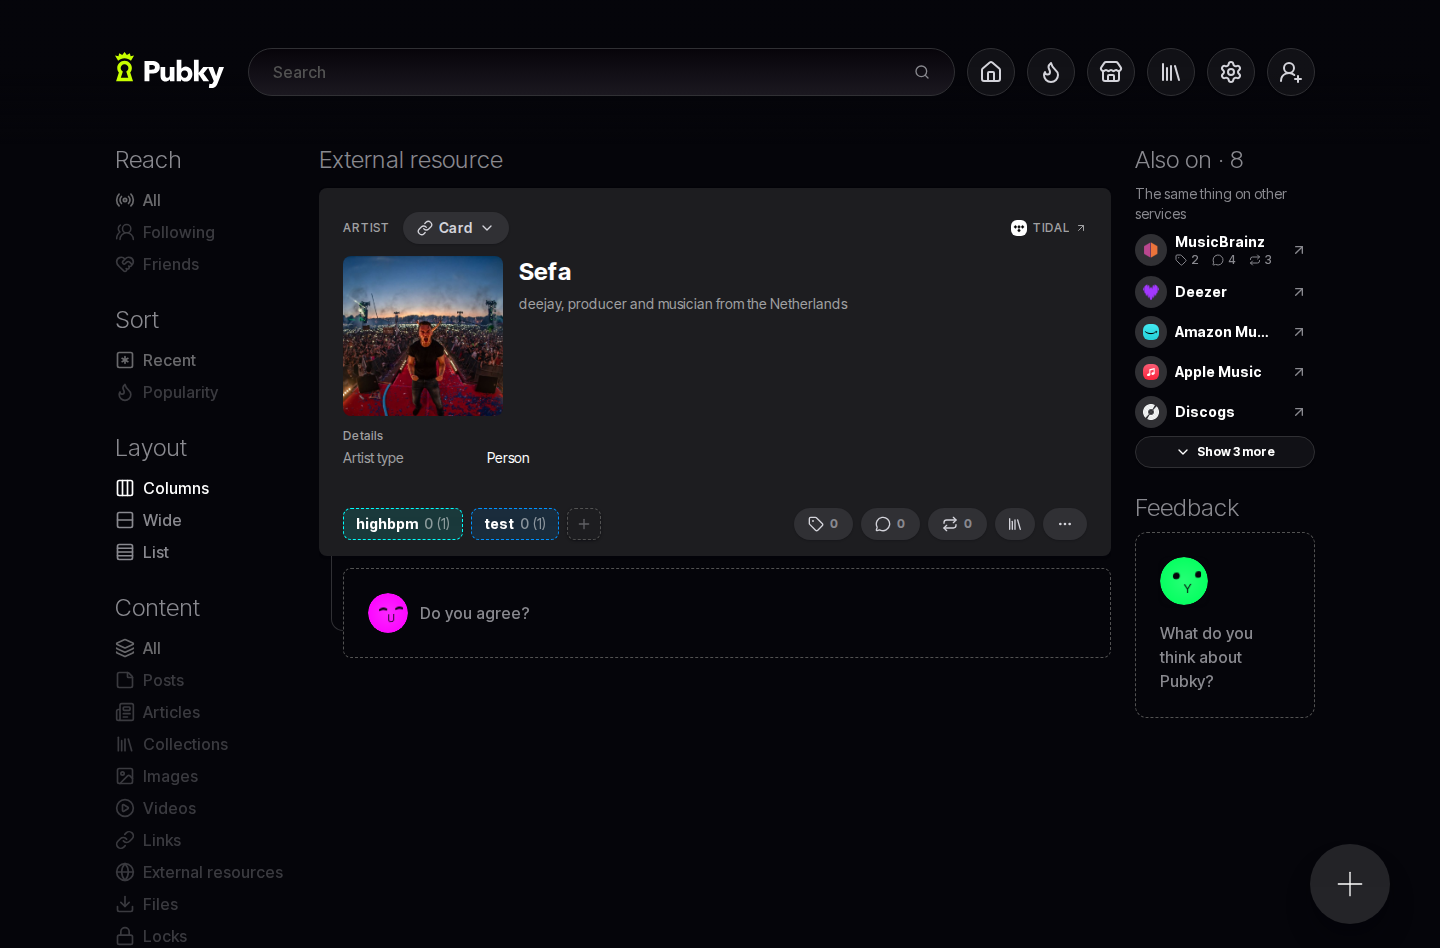 Pubky
Search
Reach
All
Following
Friends
Sort
Recent
Popularity
Layout
Columns
Wide
List
Content
All
Posts
Articles
Collections
Images
Videos
Links
External resources
Files
Locks
External resource
ARTIST
Card
TIDAL
Sefa
deejay, producer and musician from the Netherlands
Details
Artist type Person
highbpm 0 (1) test 0 (1)
0 0 0
Do you agree?
Also on · 8
The same thing on other
services
MusicBrainz
2 4 3
Deezer
Amazon Mu...
Apple Music
Discogs
Show 3 more
Feedback
What do you
think about
Pubky?